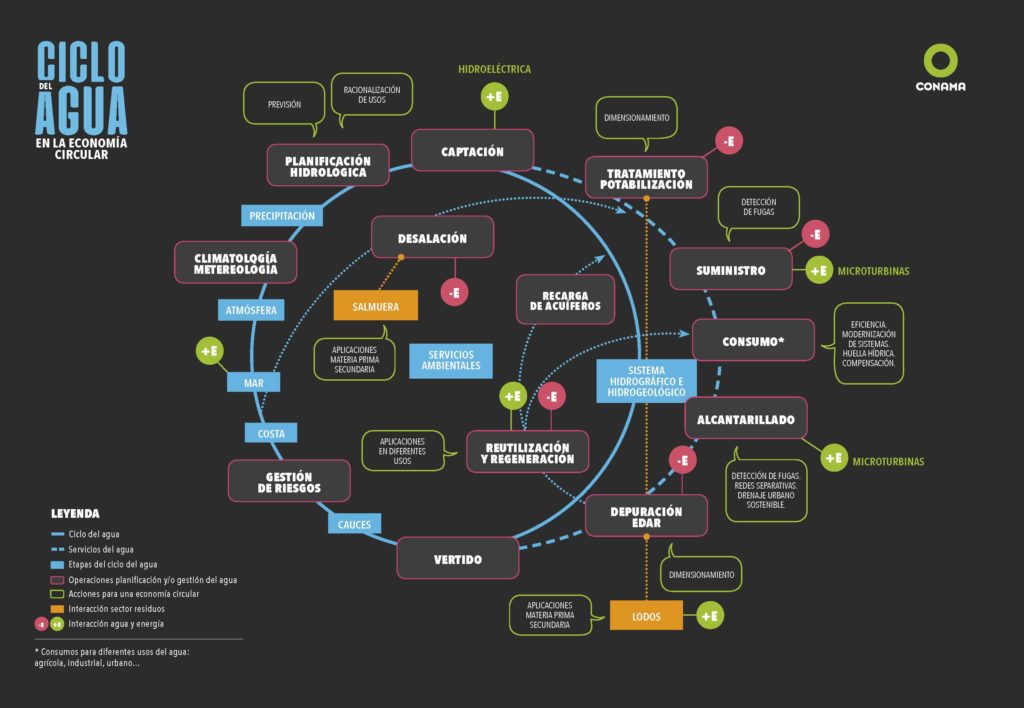 CICLO
DEL
AGUA
EN LA ECONOMÍA
CIRCULAR
CONAMA
HIDROELÉCTRICA
+E
PREVISIÓN
RACIONALIZACIÓN
DE USOS
DIMENSIONAMIENTO
PLANIFICACIÓN
HIDROLÓGICA
CAPTACIÓN
TRATAMIENTO
POTABILIZACIÓN
-E
PRECIPITACIÓN
DETECCIÓN
DE FUGAS
DESALACIÓN
-E
CLIMATOLOGÍA
METEREOLOGÍA
-E
SUMINISTRO
+E
MICROTURBINAS
SALMUERA
RECARGA
DE ACUÍFEROS
ATMÓSFERA
APLICACIONES
MATERIA PRIMA
SECUNDARIA
SERVICIOS
AMBIENTALES
CONSUMO*
EFICIENCIA.
MODERNIZACIÓN
DE SISTEMAS.
HUELLA HÍDRICA.
COMPENSACIÓN.
+E
MAR
SISTEMA
HIDROGRÁFICO E
HIDROGEOLÓGICO
+E
-E
COSTA
ALCANTARILLADO
+E
MICROTURBINAS
APLICACIONES
EN DIFERENTES
USOS
REUTILIZACIÓN
Y REGENERACIÓN
-E
DETECCIÓN DE FUGAS.
REDES SEPARATIVAS.
DRENAJE URBANO
SOSTENIBLE.
GESTIÓN
DE RIESGOS
CAUCES
DEPURACIÓN
EDAR
VERTIDO
DIMENSIONAMIENTO
APLICACIONES
MATERIA PRIMA
SECUNDARIA
LODOS
+E
LEYENDA
Ciclo del agua
Servicios del agua
Etapas del ciclo del agua
Operaciones planificación y/o gestión del agua
Acciones para una economía circular
Interacción sector residuos
-E +E Interacción agua y energía
* Consumos para diferentes usos del agua:
agrícola, Industrial, urbano...